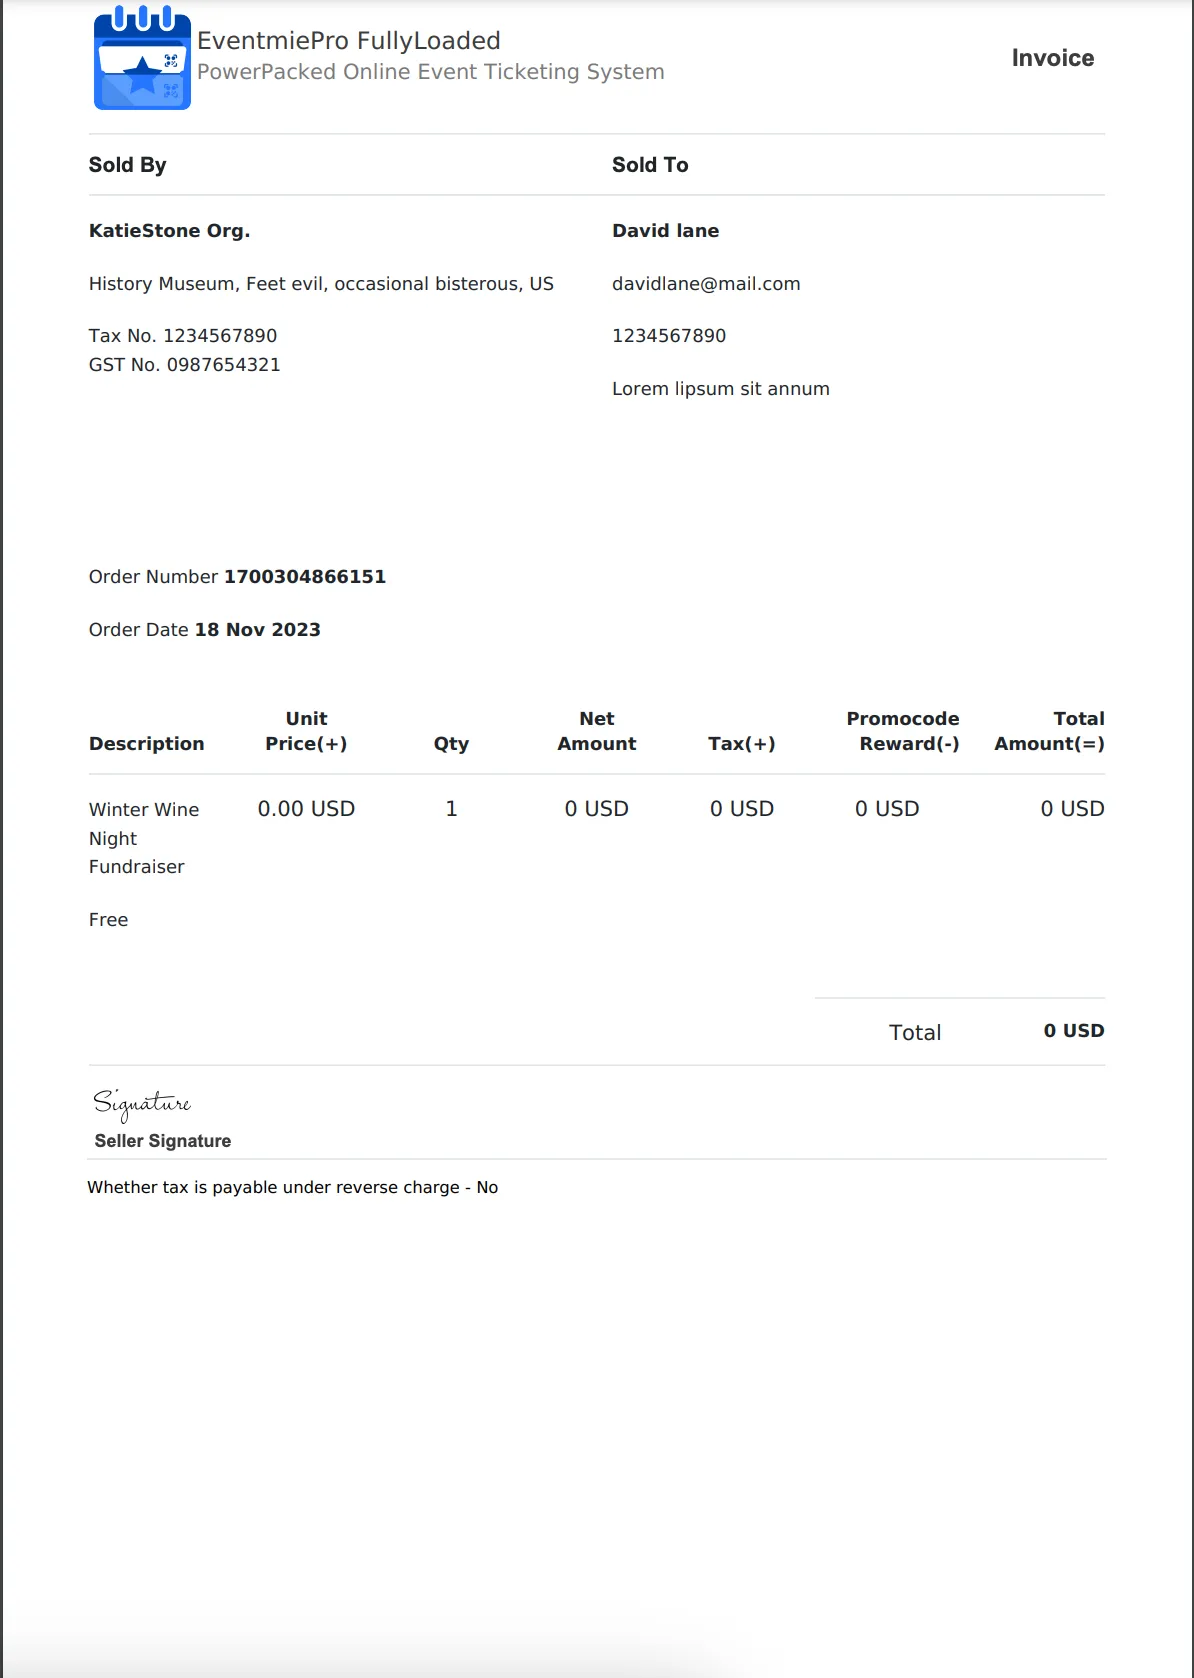 EventmiePro FullyLoaded
PowerPacked Online Event Ticketing System
Invoice
Sold By
Sold To
KatieStone Org.
David lane
History Museum, Feet evil, occasional bisterous, US
davidlane@mail.com
Tax No. 1234567890
1234567890
GST No. 0987654321
Lorem lipsum sit annum
Order Number 1700304866151
Order Date 18 Nov 2023
Description Unit Price(+) Qty Net Amount Tax(+) Promocode Reward(-) Total Amount(=)
Winter Wine 0.00 USD 1 0 USD 0 USD 0 USD 0 USD
Night
Fundraiser
Free
Total 0 USD
Signature
Seller Signature
Whether tax is payable under reverse charge - No